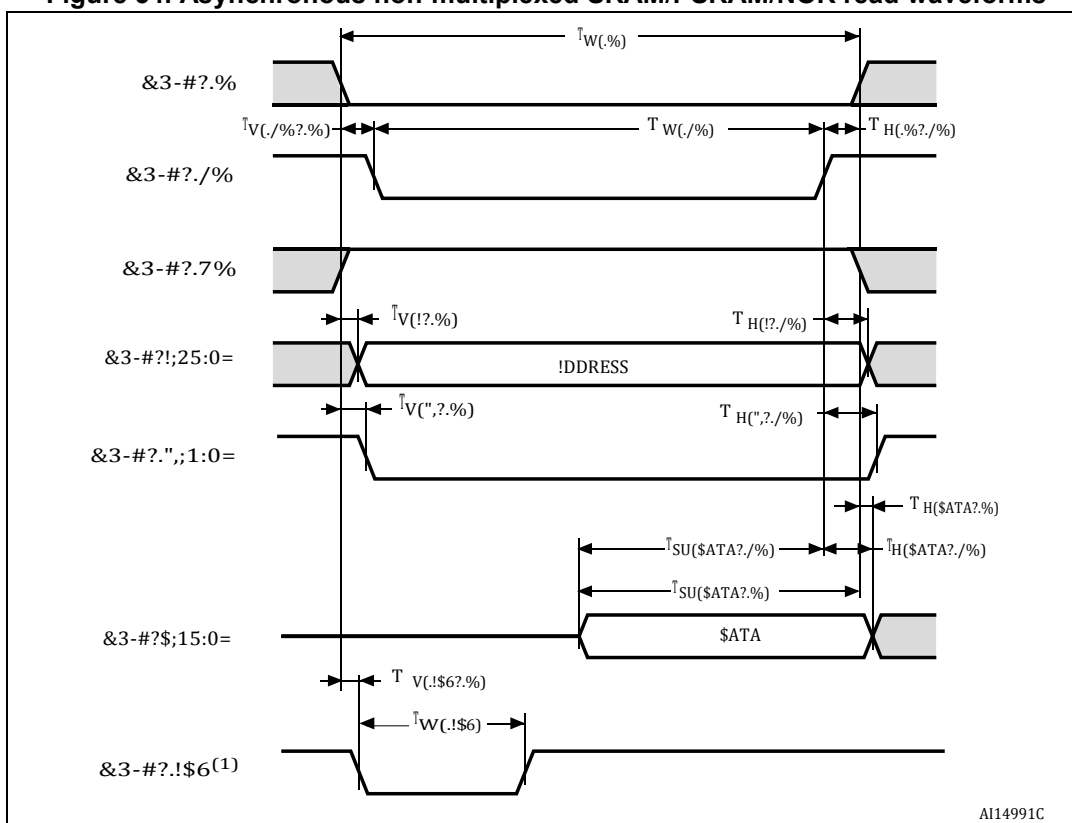 Figure 34. Asynchronous non-multiplexed SRAM/PSRAM/NOR read waveforms
TW(.%)
&3-#?.%
TV(./%?.%)
T W(./%)
T H(.%?./%)
&3-#?./%
&3-#?.7%
TV(!?.%)
T H(!?./%)
&3-#?!;25:0=
!DDRESS
TV(",?.%)
T H(",?./%)
&3-#?.",;1:0=
T H($ATA?.%)
TSU($ATA?./%)
TH($ATA?./%)
TSU($ATA?.%)
&3-#?$;15:0=
$ATA
T V(.!$6?.%)
TW(.!$6)
&3-#?.!$6(1)
AI14991C